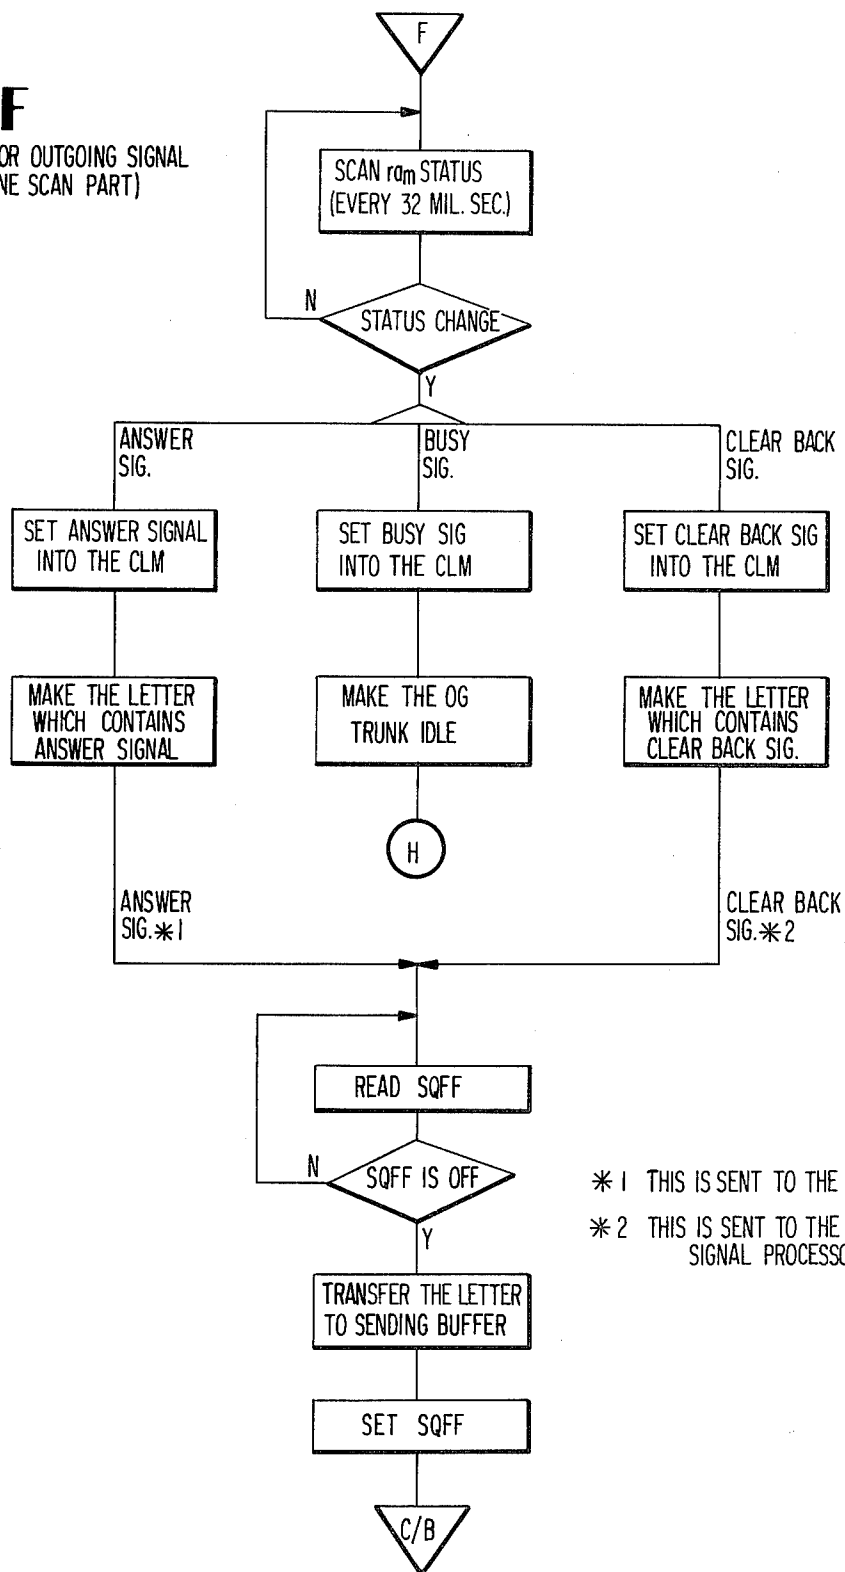 F
F
OR OUTGOING SIGNAL
NE SCAN PART)
SCAN ram STATUS
(EVERY 32 MIL. SEC.)
N
STATUS CHANGE
Y
ANSWER
SIG.
BUSY
SIG.
CLEAR BACK
SIG.
SET ANSWER SIGNAL
INTO THE CLM
SET BUSY SIG
INTO THE CLM
SET CLEAR BACK SIG
INTO THE CLM
MAKE THE LETTER
WHICH CONTAINS
ANSWER SIGNAL
MAKE THE OG
TRUNK IDLE
MAKE THE LETTER
WHICH CONTAINS
CLEAR BACK SIG.
H
ANSWER
SIG.*1
CLEAR BACK
SIG.*2
READ SQFF
N
SQFF IS OFF
Y
*1 THIS IS SENT TO THE
*2 THIS IS SENT TO THE
SIGNAL PROCESSO
TRANSFER THE LETTER
TO SENDING BUFFER
SET SQFF
C/B